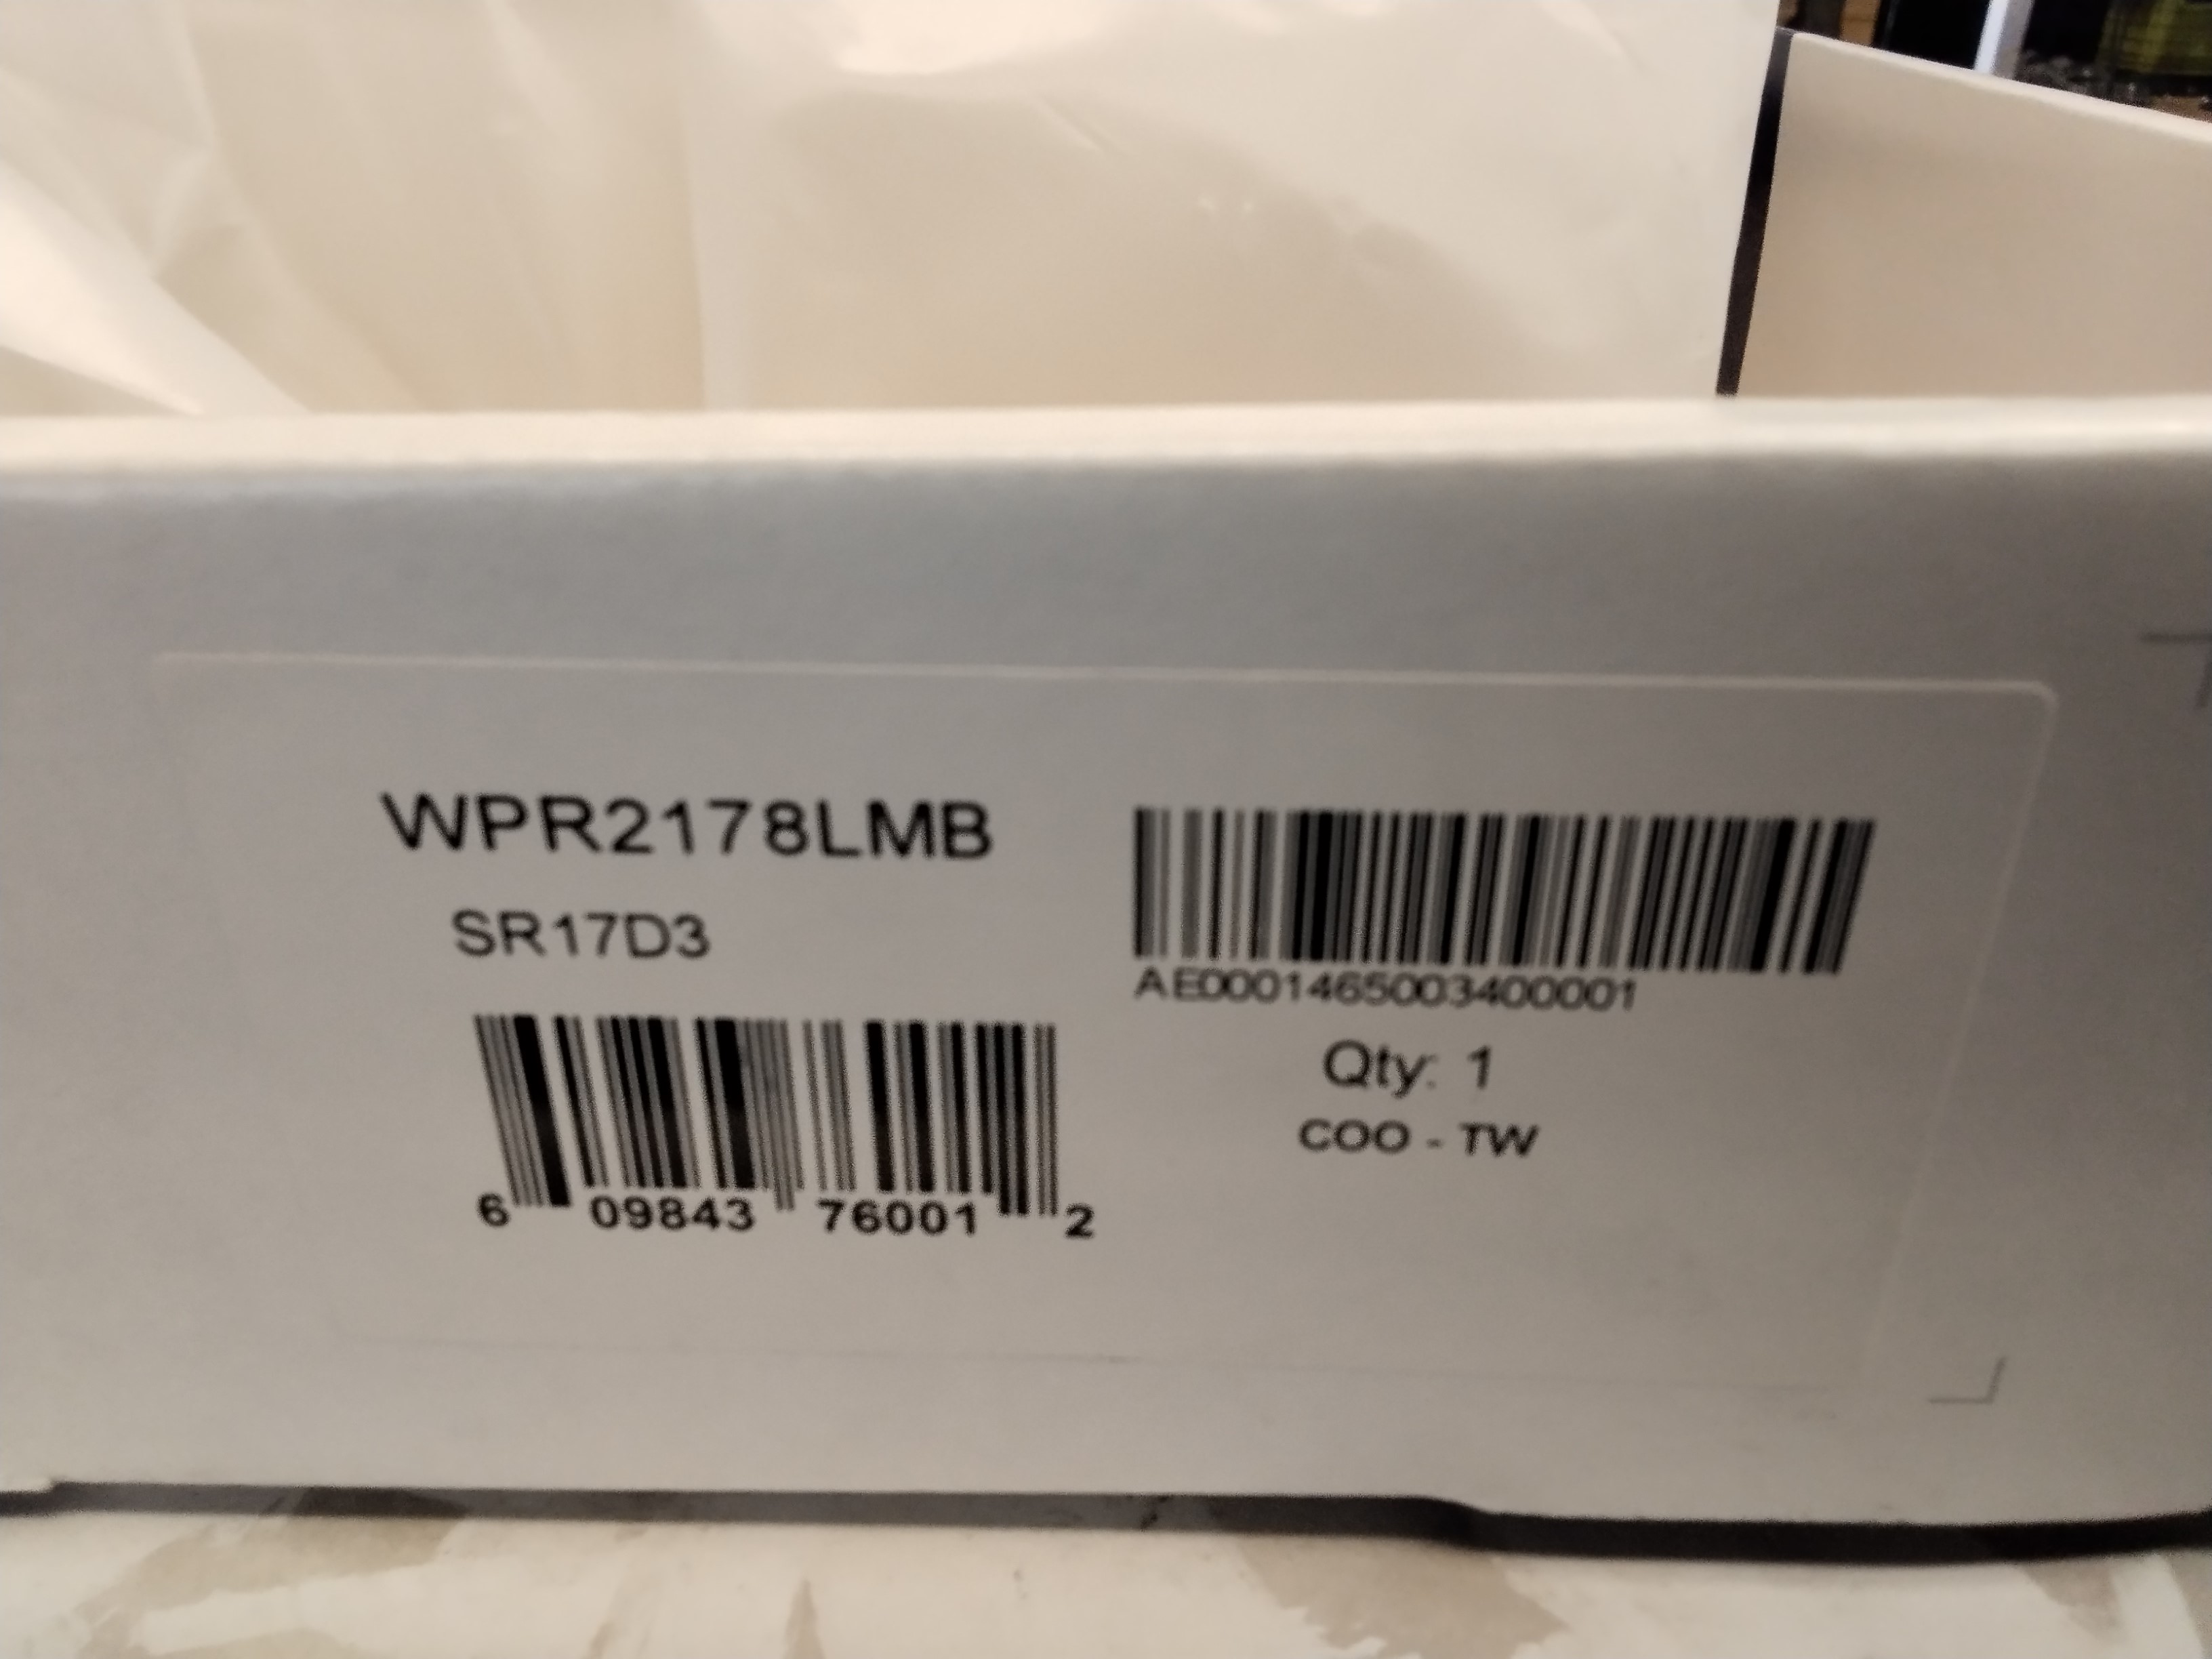 WPR2178LMB
SR17D3
6 09843 76001 2
AE0001465003400001
Qty: 1
COO - TW